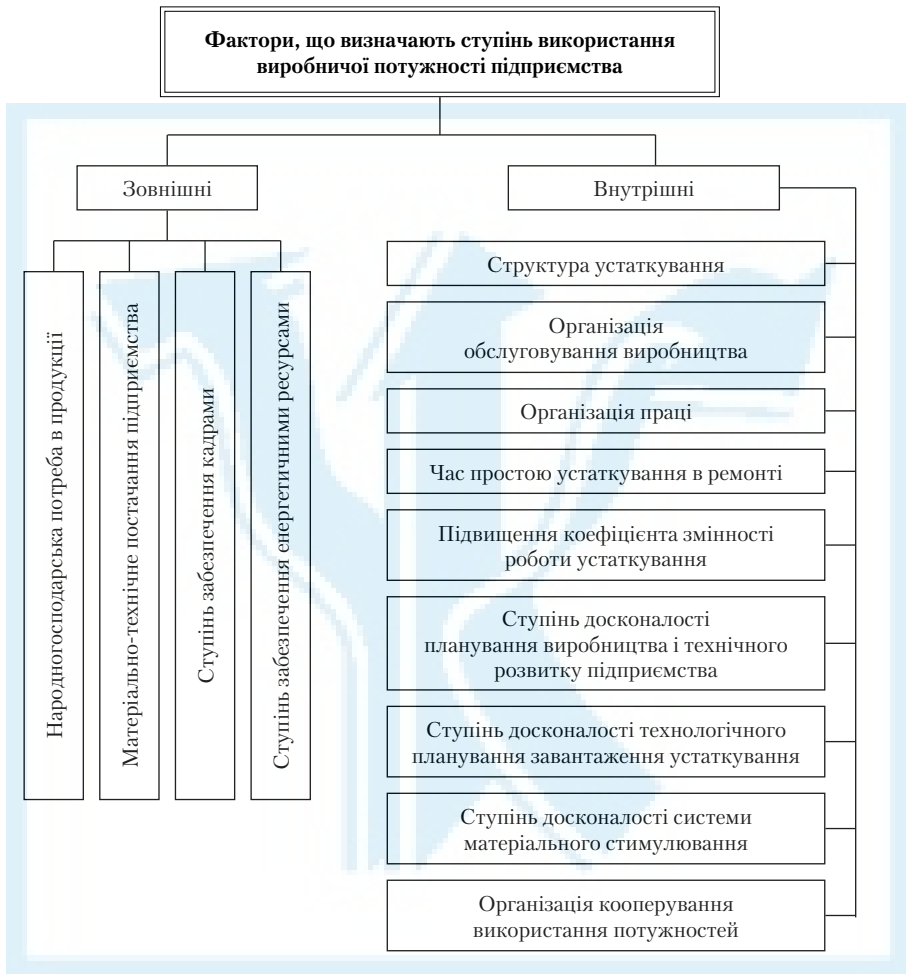 Фактори, що визначають ступінь використання
виробничої потужності підприємства
Зовнішні
Внутрішні
Народногосподарська потреба в продукції
Матеріально-технічне постачання підприємства
Ступінь забезпечення кадрами
Ступінь забезпечення енергетичними ресурсами
Структура устаткування
Організація
обслуговування виробництва
Організація праці
Час простою устаткування в ремонті
Підвищення коефіцієнта змінності
роботи устаткування
Ступінь досконалості
планування виробництва і технічного
розвитку підприємства
Ступінь досконалості технологічного
планування завантаження устаткування
Ступінь досконалості системи
матеріального стимулювання
Організація кооперування
використання потужностей